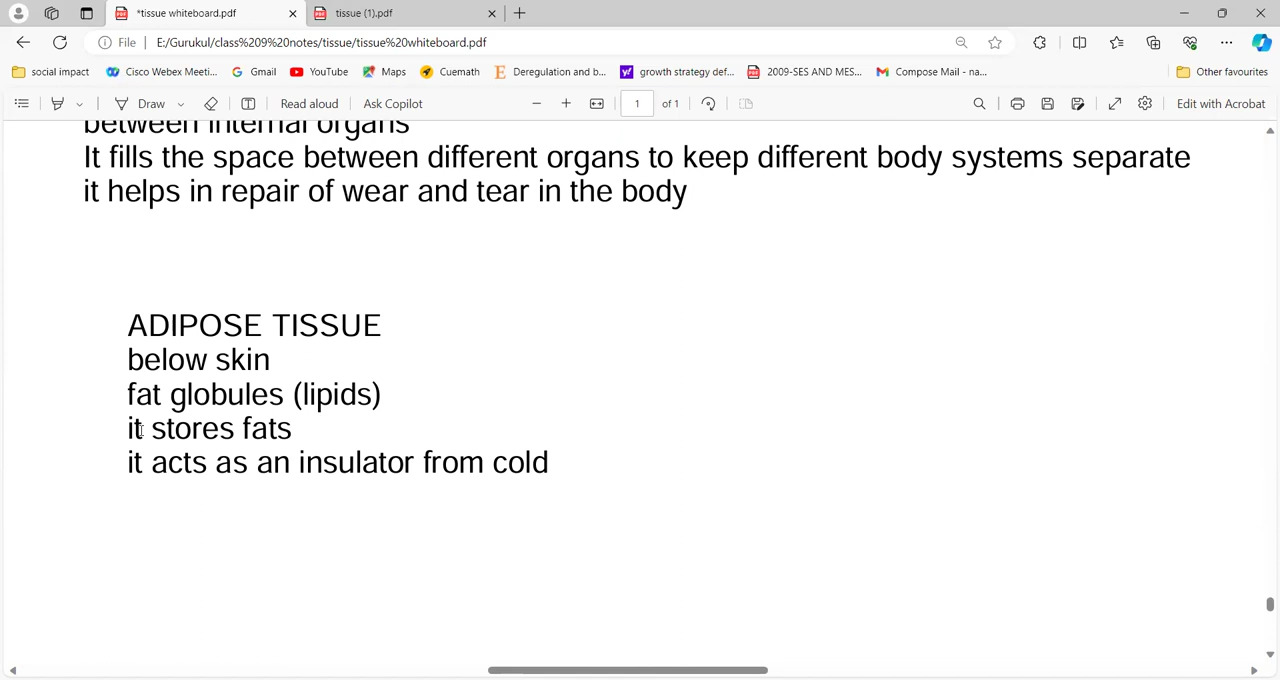 *tissue whiteboard.pdf
tissue (1).pdf
File
E:/Gurukul/class%209%20notes/tissue/tissue%20whiteboard.pdf
social impact
Cisco Webex Meeti...
Gmail
YouTube
Maps
Cuemath
Deregulation and b...
growth strategy def...
2009-SES AND MES...
Compose Mail - na...
Other favourites
Draw
Read aloud
Ask Copilot
1
of 1
Edit with Acrobat
between internal organs
It fills the space between different organs to keep different body systems separate
it helps in repair of wear and tear in the body
ADIPOSE TISSUE
below skin
fat globules (lipids)
it stores fats
it acts as an insulator from cold